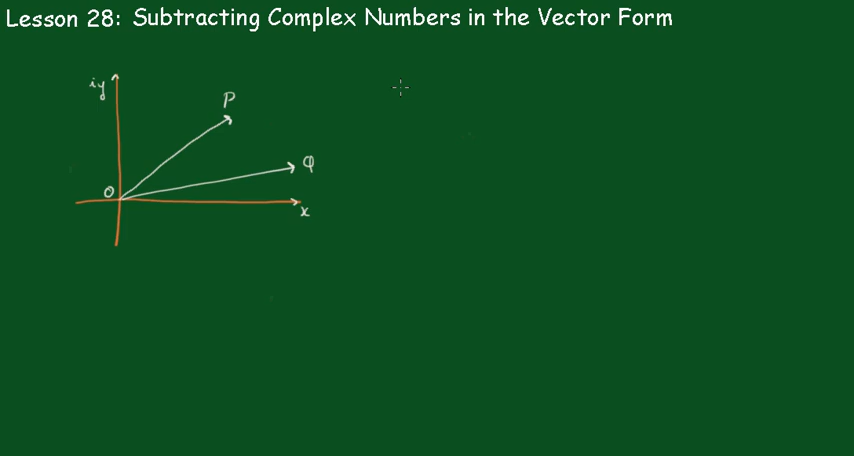 Lesson 28: Subtracting Complex Numbers in the Vector Form
iy
P
Q
O
x